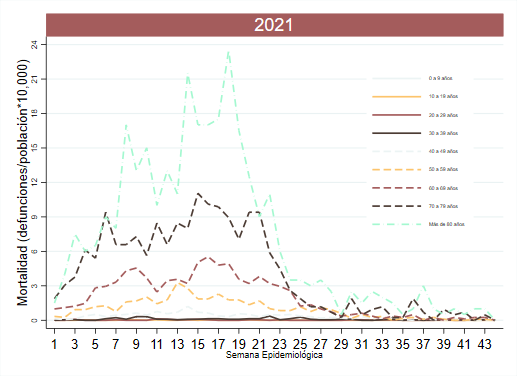 2021
Mortalidad (defunciones/población*10,000)
24
21
18
15
12
9
6
3
0
0 a 9 años
10 a 19 años
20 a 29 años
30 a 39 años
40 a 49 años
50 a 59 años
60 a 69 años
70 a 79 años
Más de 80 años
1 3 5 7 9 11 13 15 17 19 21 23 25 27 29 31 33 35 37 39 41 43
Semana Epidemiológica